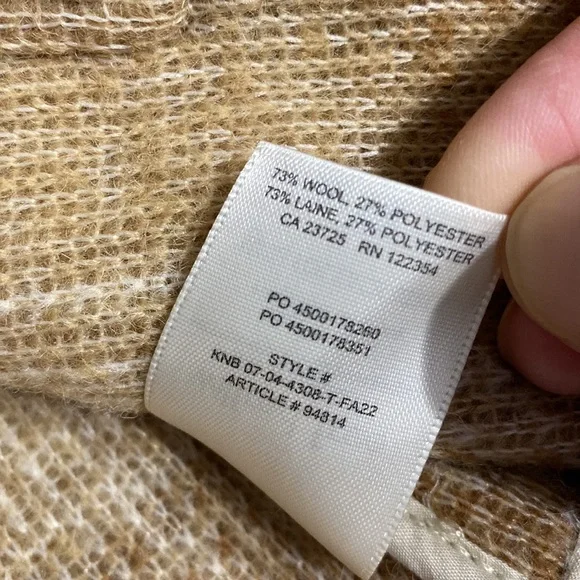 73% WOOL, 27% POLYESTER
73% LAINE, 27% POLYESTER
CA 23725 RN 122354
PO 4500178260
PO 4500178351
STYLE #
KNB 07-04-4308-T-FA22
ARTICLE # 94814